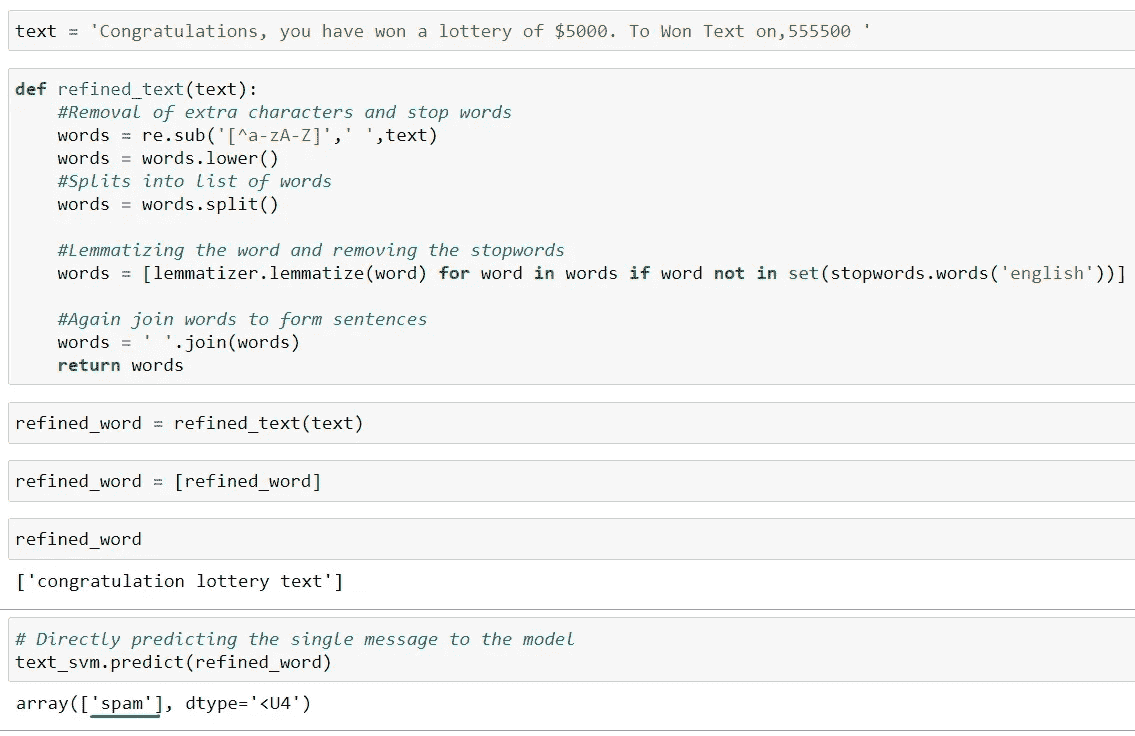 text = 'Congratulations, you have won a lottery of $5000. To Won Text on,555500 '
def refined_text(text):
    #Removal of extra characters and stop words
    words = re.sub('[^a-zA-Z]',' ',text)
    words = words.lower()
    #Splits into list of words
    words = words.split()
    #Lemmatizing the word and removing the stopwords
    words = [lemmatizer.lemmatize(word) for word in words if word not in set(stopwords.words('english'))]
    #Again join words to form sentences
    words = ' '.join(words)
    return words
refined_word = refined_text(text)
refined_word = [refined_word]
refined_word
['congratulation lottery text']
# Directly predicting the single message to the model
text_svm.predict(refined_word)
array(['spam'], dtype='<U4')